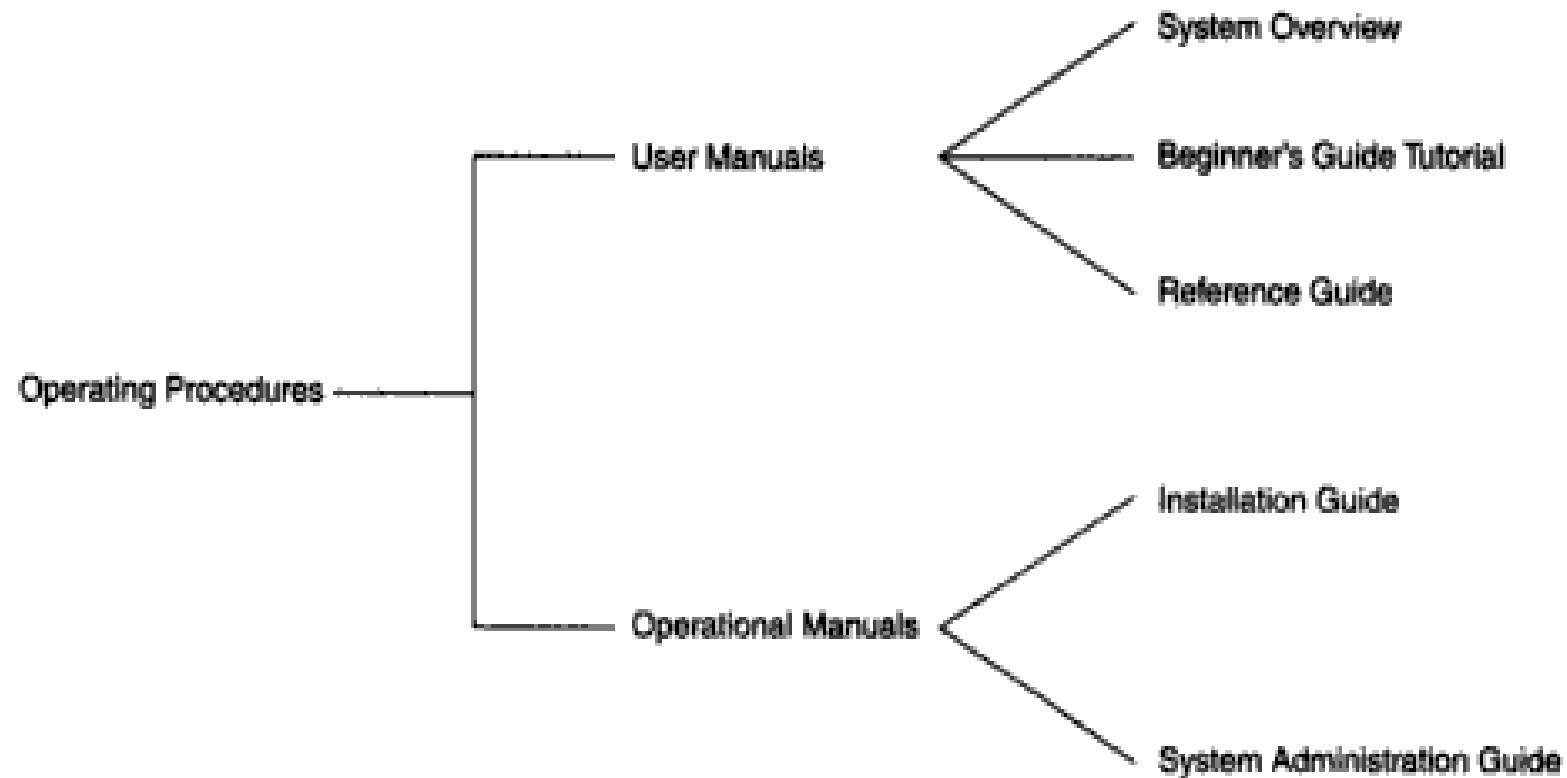 System Overview
User Manuals
Beginner's Guide Tutorial
Reference Guide
Operating Procedures
Installation Guide
Operational Manuals
System Administration Guide